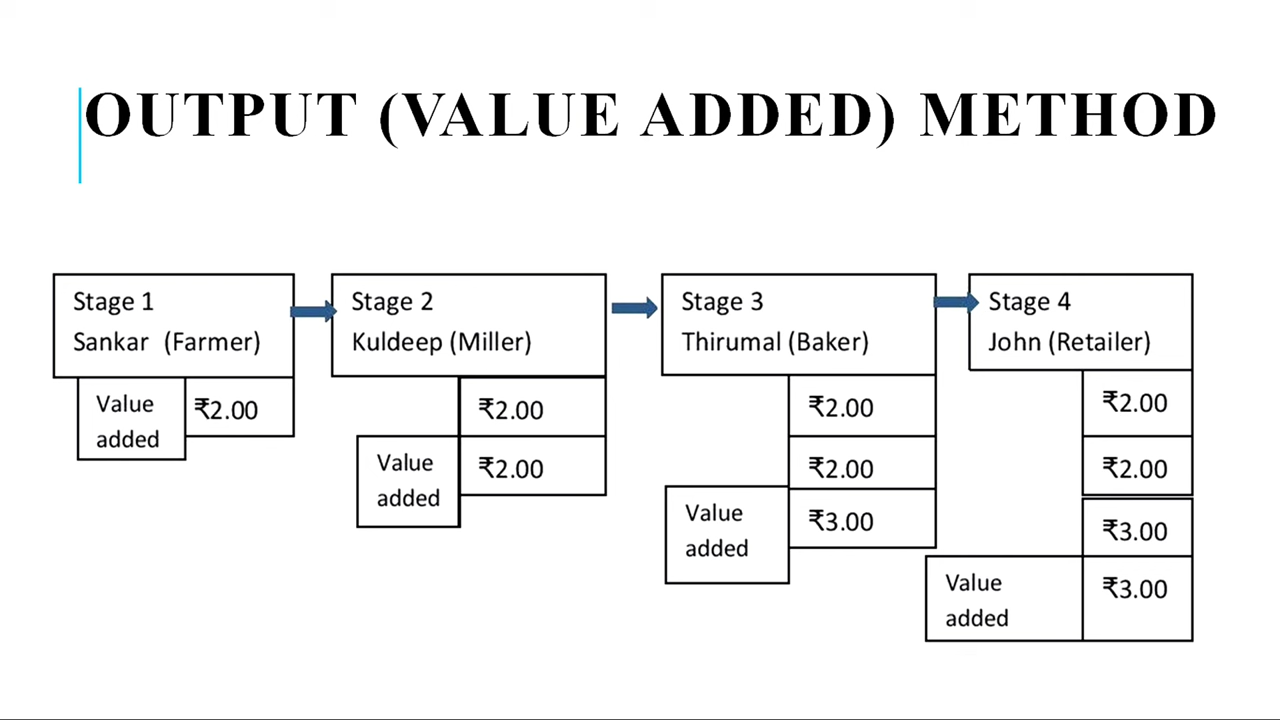 OUTPUT (VALUE ADDED) METHOD
Stage 1
Sankar (Farmer)
Value
added
₹2.00
Stage 2
Kuldeep (Miller)
₹2.00
Value
added
₹2.00
Stage 3
Thirumal (Baker)
₹2.00
₹2.00
Value
added
₹3.00
Stage 4
John (Retailer)
₹2.00
₹2.00
₹3.00
Value
added
₹3.00